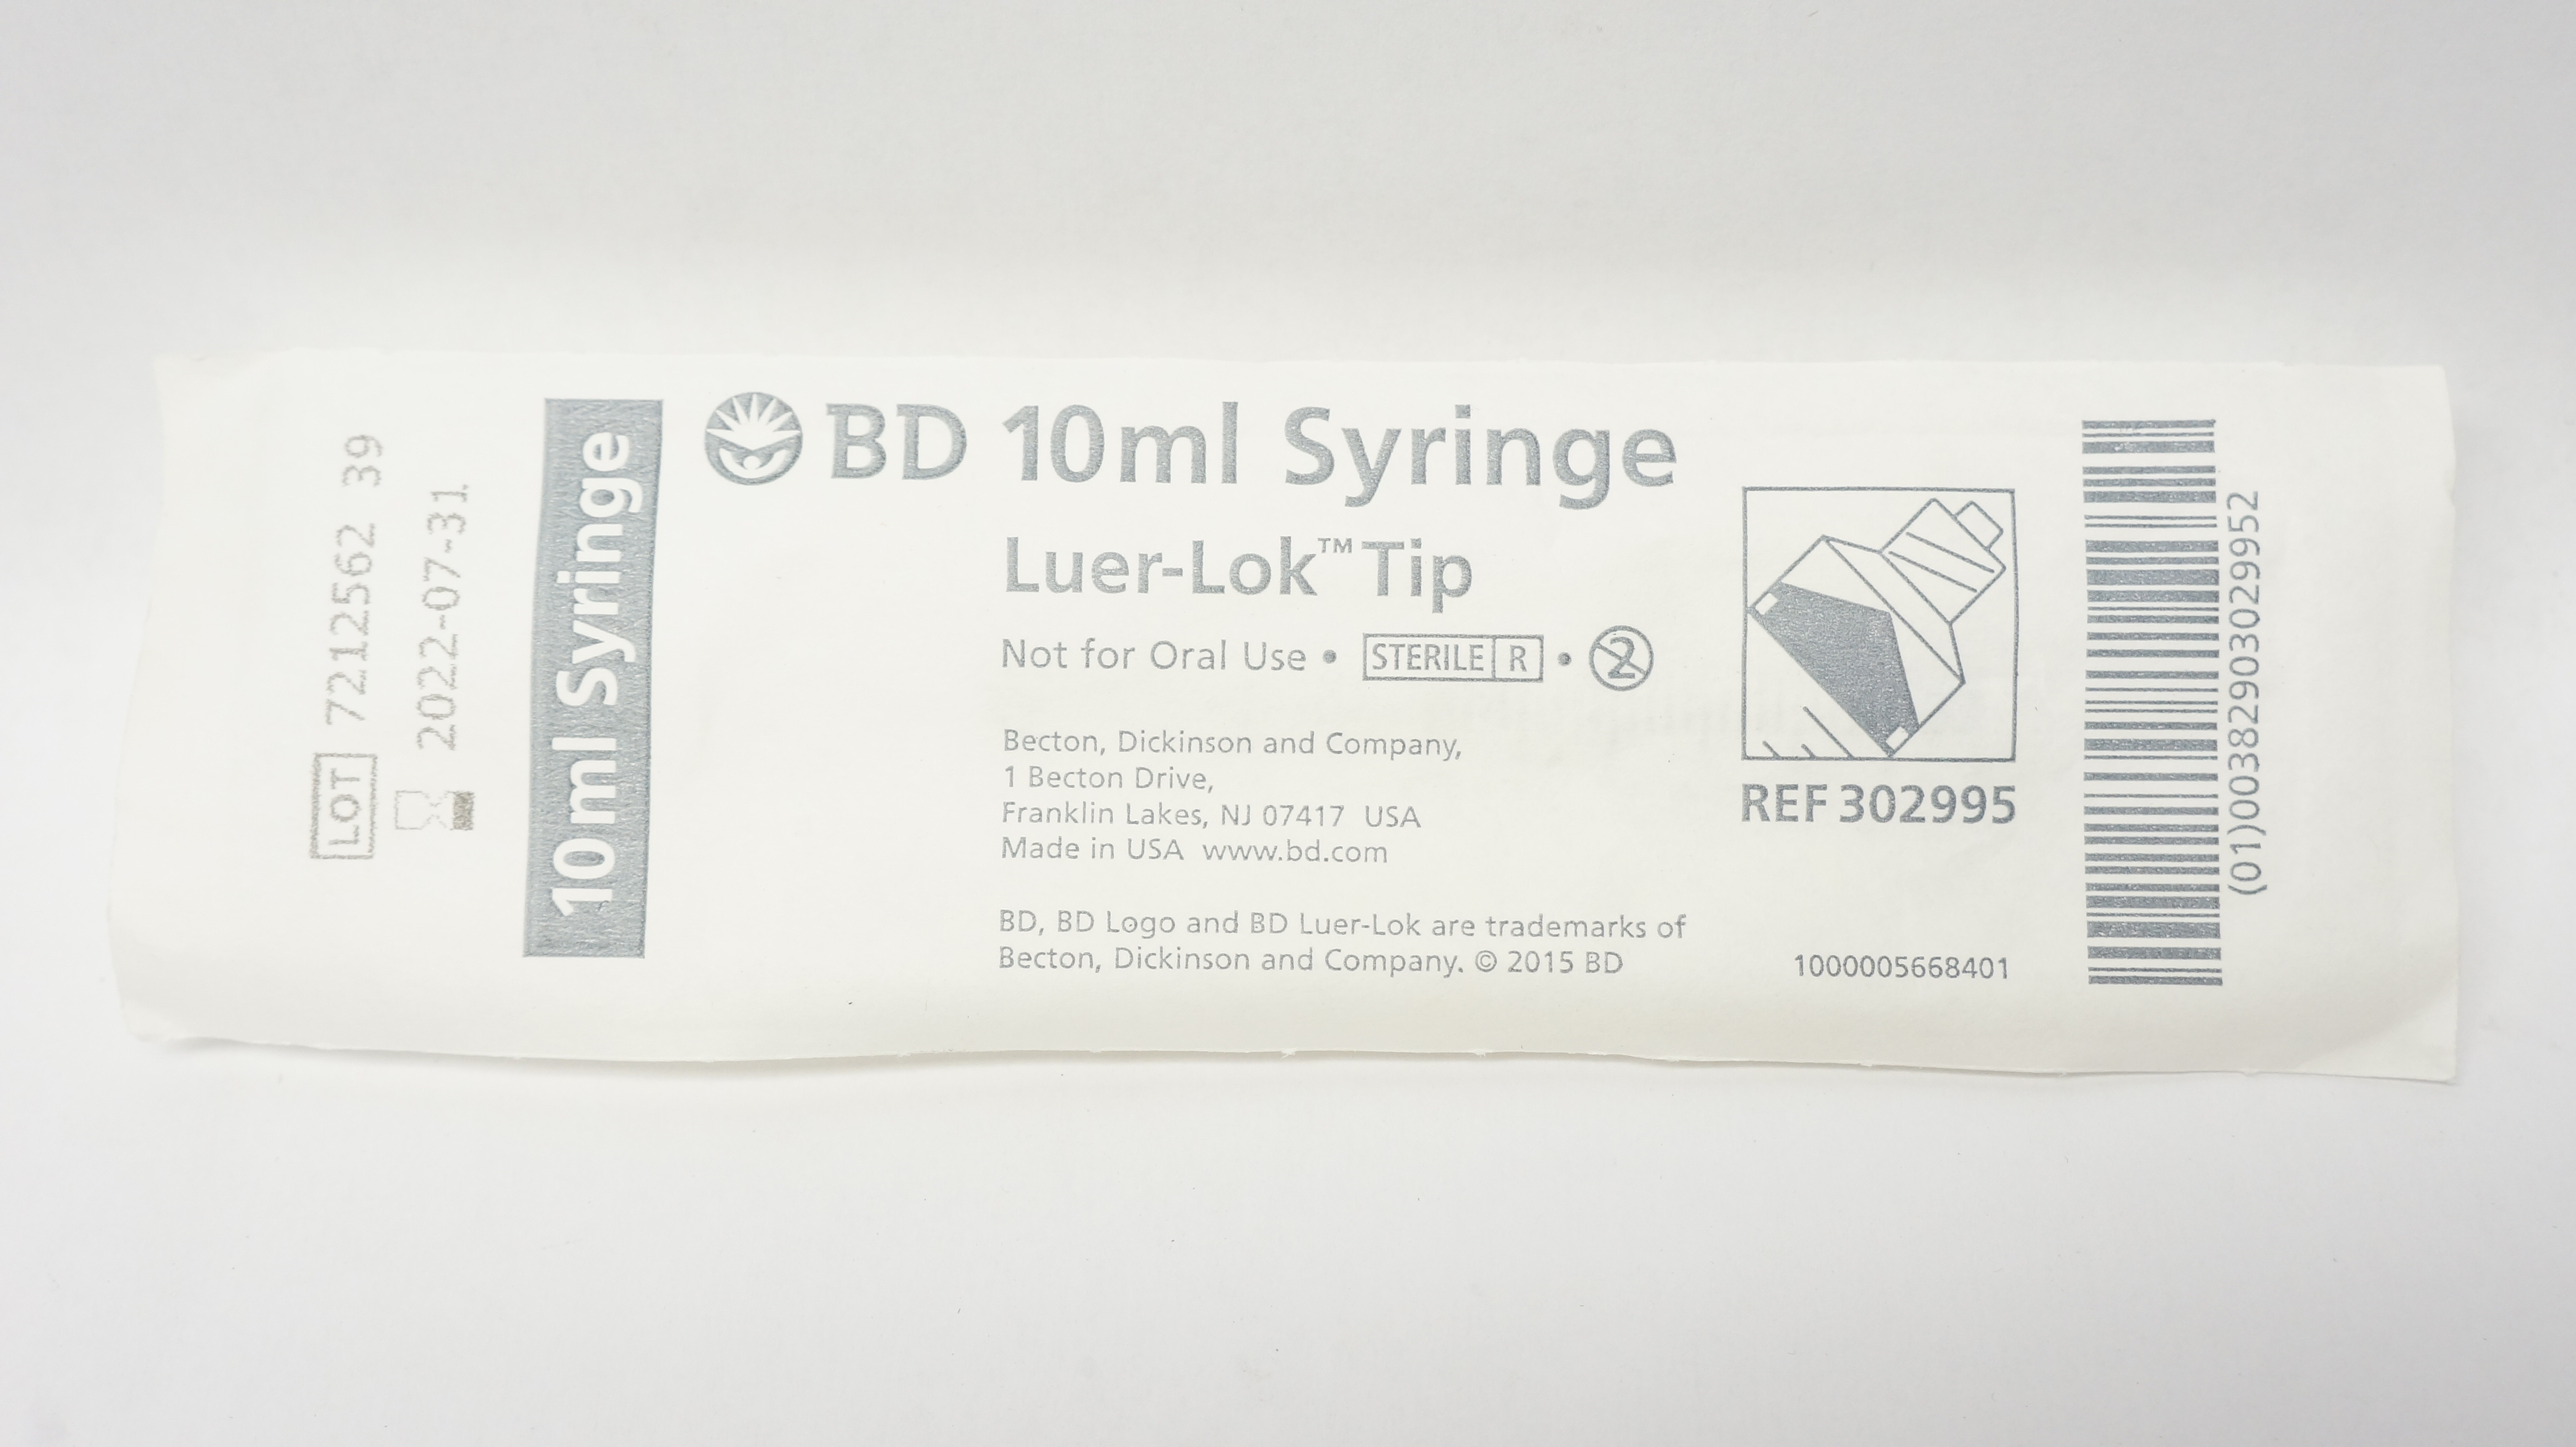 LOT 7212562 39
2022-07-31
10ml Syringe
BD 10ml Syringe
Luer-Lok™ Tip
Not for Oral Use • STERILE R • 2
Becton, Dickinson and Company,
1 Becton Drive,
Franklin Lakes, NJ 07417 USA
Made in USA www.bd.com
BD, BD Logo and BD Luer-Lok are trademarks of
Becton, Dickinson and Company. © 2015 BD
REF 302995
1000005668401
(01)00382903029952